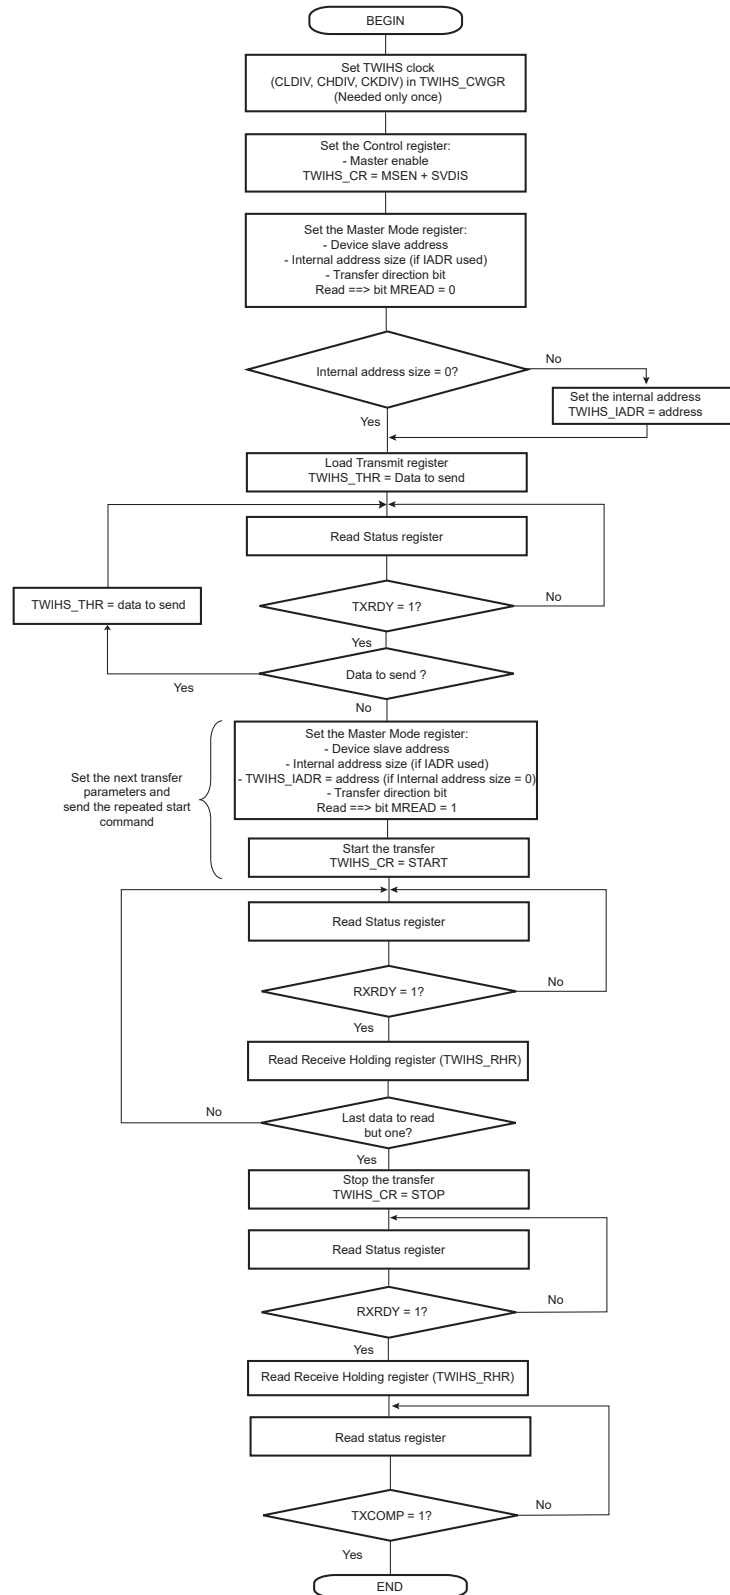 BEGIN
Set TWIHS clock
(CLDIV, CHDIV, CKDIV) in TWIHS_CWGR
(Needed only once)
Set the Control register:
- Master enable
TWIHS_CR = MSEN + SVDIS
Set the Master Mode register:
- Device slave address
- Internal address size (if IADR used)
- Transfer direction bit
Read ==> bit MREAD = 0
Internal address size = 0?
No
Set the internal address
TWIHS_IADR = address
Yes
Load Transmit register
TWIHS_THR = Data to send
Read Status register
TWIHS_THR = data to send
TXRDY = 1?
No
Yes
Data to send ?
Yes
No
Set the next transfer
parameters and
send the repeated start
command
Set the Master Mode register:
- Device slave address
- Internal address size (if IADR used)
- TWIHS_IADR = address (if Internal address size = 0)
- Transfer direction bit
Read ==> bit MREAD = 1
Start the transfer
TWIHS_CR = START
Read Status register
RXRDY = 1?
No
Yes
Read Receive Holding register (TWIHS_RHR)
No
Last data to read
but one?
Yes
Stop the transfer
TWIHS_CR = STOP
Read Status register
RXRDY = 1?
No
Yes
Read Receive Holding register (TWIHS_RHR)
Read status register
TXCOMP = 1?
No
Yes
END